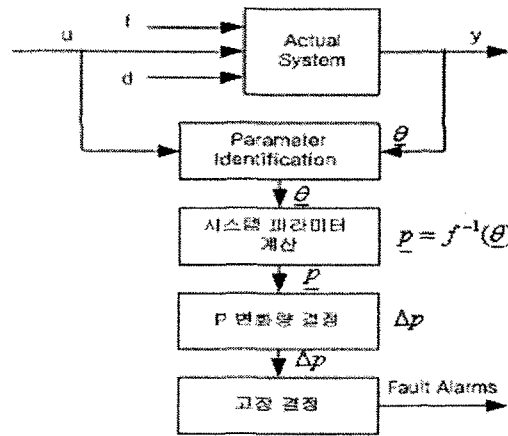 f
u
d
Actual
System
y
Parameter
Identification
θ
θ
시스템 파라미터
계산
p = f⁻¹(θ)
p
P 변화량 결정
Δp
Δp
고장 결정
Fault Alarms